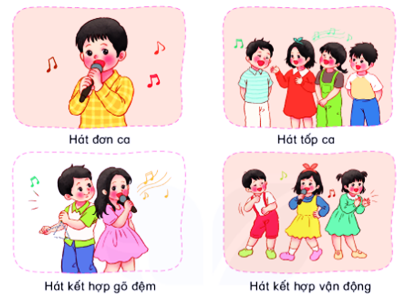 Hát đơn ca
Hát tốp ca
Hát kết hợp gõ đệm
Hát kết hợp vận động